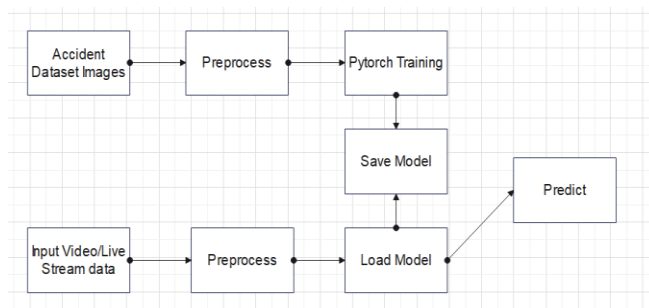 Accident
Dataset Images
Preprocess
Pytorch Training
Save Model
Predict
Input Video/Live
Stream data
Preprocess
Load Model